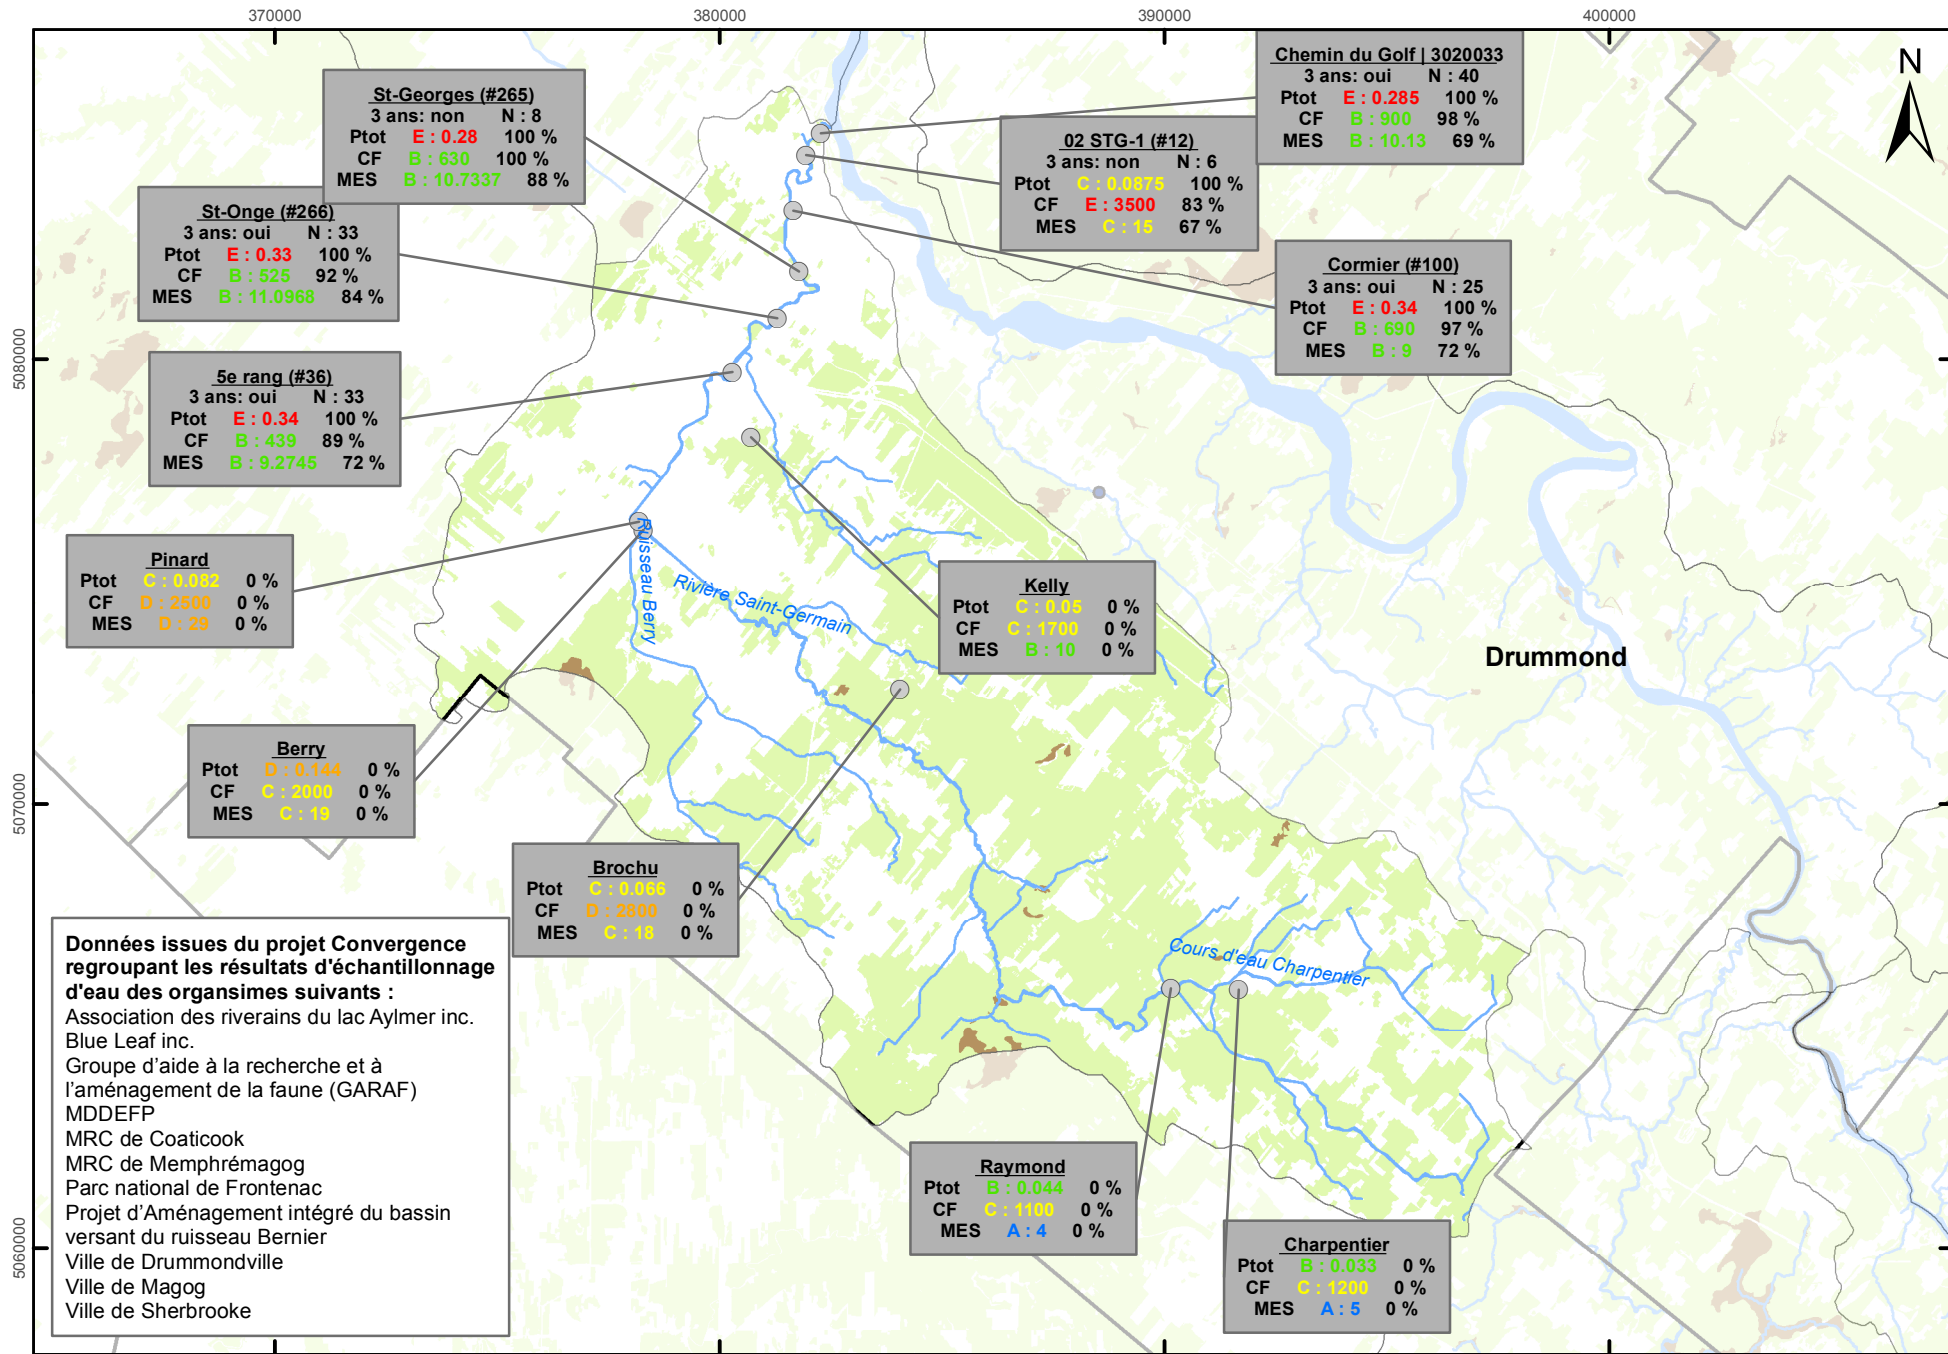 370000
380000
390000
400000
5080000
5070000
5060000
N
Chemin du Golf | 3020033
3 ans: oui N : 40
Ptot E : 0.285 100 %
CF B : 900 98 %
MES B : 10.13 69 %
St-Georges (#265)
3 ans: non N : 8
Ptot E : 0.28 100 %
CF B : 630 100 %
MES B : 10.7337 88 %
02 STG-1 (#12)
3 ans: non N : 6
Ptot C : 0.0875 100 %
CF E : 3500 83 %
MES C : 15 67 %
St-Onge (#266)
3 ans: oui N : 33
Ptot E : 0.33 100 %
CF B : 525 92 %
MES B : 11.0968 84 %
Cormier (#100)
3 ans: oui N : 25
Ptot E : 0.34 100 %
CF B : 690 97 %
MES B : 9 72 %
5e rang (#36)
3 ans: oui N : 33
Ptot E : 0.34 100 %
CF B : 439 89 %
MES B : 9.2745 72 %
Pinard
Ptot C : 0.082 0 %
CF D : 2500 0 %
MES D : 29 0 %
Kelly
Ptot C : 0.05 0 %
CF C : 1700 0 %
MES B : 10 0 %
Ruisseau Berry
Rivière Saint-Germain
Drummond
Berry
Ptot D : 0.144 0 %
CF C : 2000 0 %
MES C : 19 0 %
Brochu
Ptot C : 0.066 0 %
CF D : 2800 0 %
MES C : 18 0 %
Cours d'eau Charpentier
Raymond
Ptot B : 0.044 0 %
CF C : 1100 0 %
MES A : 4 0 %
Charpentier
Ptot B : 0.033 0 %
CF C : 1200 0 %
MES A : 5 0 %
Données issues du projet Convergence
regroupant les résultats d'échantillonnage
d'eau des organsimes suivants :
Association des riverains du lac Aylmer inc.
Blue Leaf inc.
Groupe d'aide à la recherche et à
l'aménagement de la faune (GARAF)
MDDEFP
MRC de Coaticook
MRC de Memphrémagog
Parc national de Frontenac
Projet d'Aménagement intégré du bassin
versant du ruisseau Bernier
Ville de Drummondville
Ville de Magog
Ville de Sherbrooke